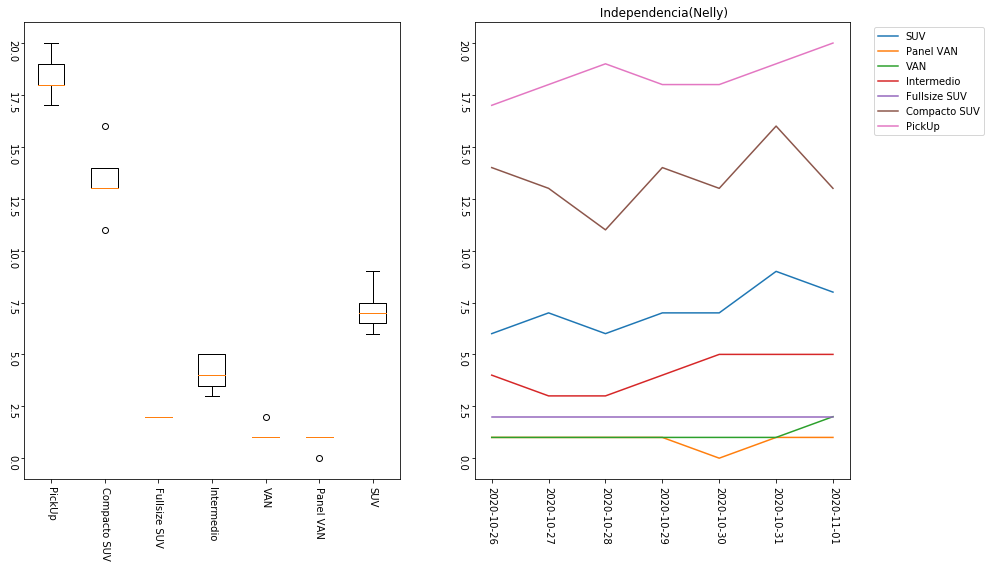 20.0
17.5
15.0
12.5
10.0
7.5
5.0
2.5
0.0
PickUp
Compacto SUV
Fullsize SUV
Intermedio
VAN
Panel VAN
SUV
Independencia(Nelly)
20.0
17.5
15.0
12.5
10.0
7.5
5.0
2.5
0.0
2020-10-26
2020-10-27
2020-10-28
2020-10-29
2020-10-30
2020-10-31
2020-11-01
SUV
Panel VAN
VAN
Intermedio
Fullsize SUV
Compacto SUV
PickUp